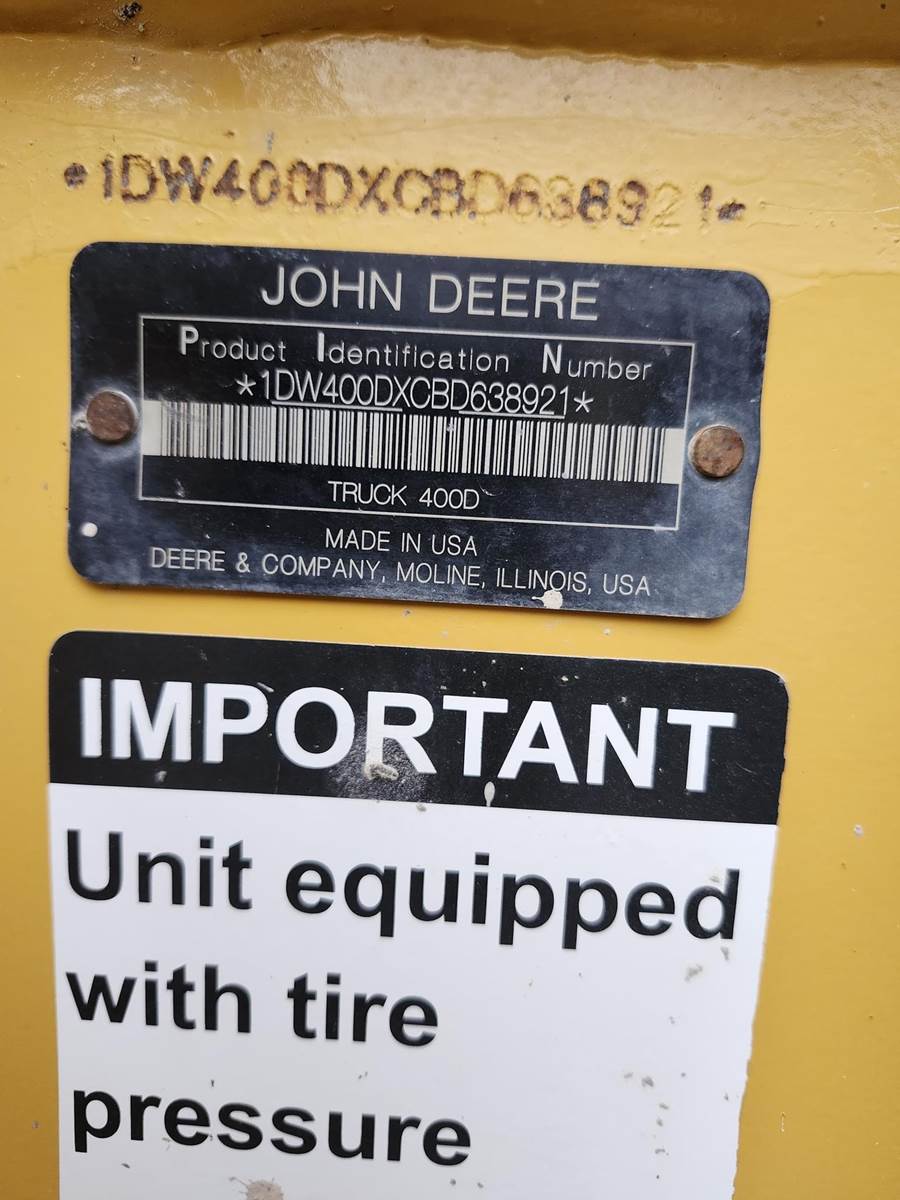 *1DW400DXCBD638921*
JOHN DEERE
Product Identification Number
*1DW400DXCBD638921*
TRUCK 400D
MADE IN USA
DEERE & COMPANY, MOLINE, ILLINOIS, USA
IMPORTANT
Unit equipped
with tire
pressure